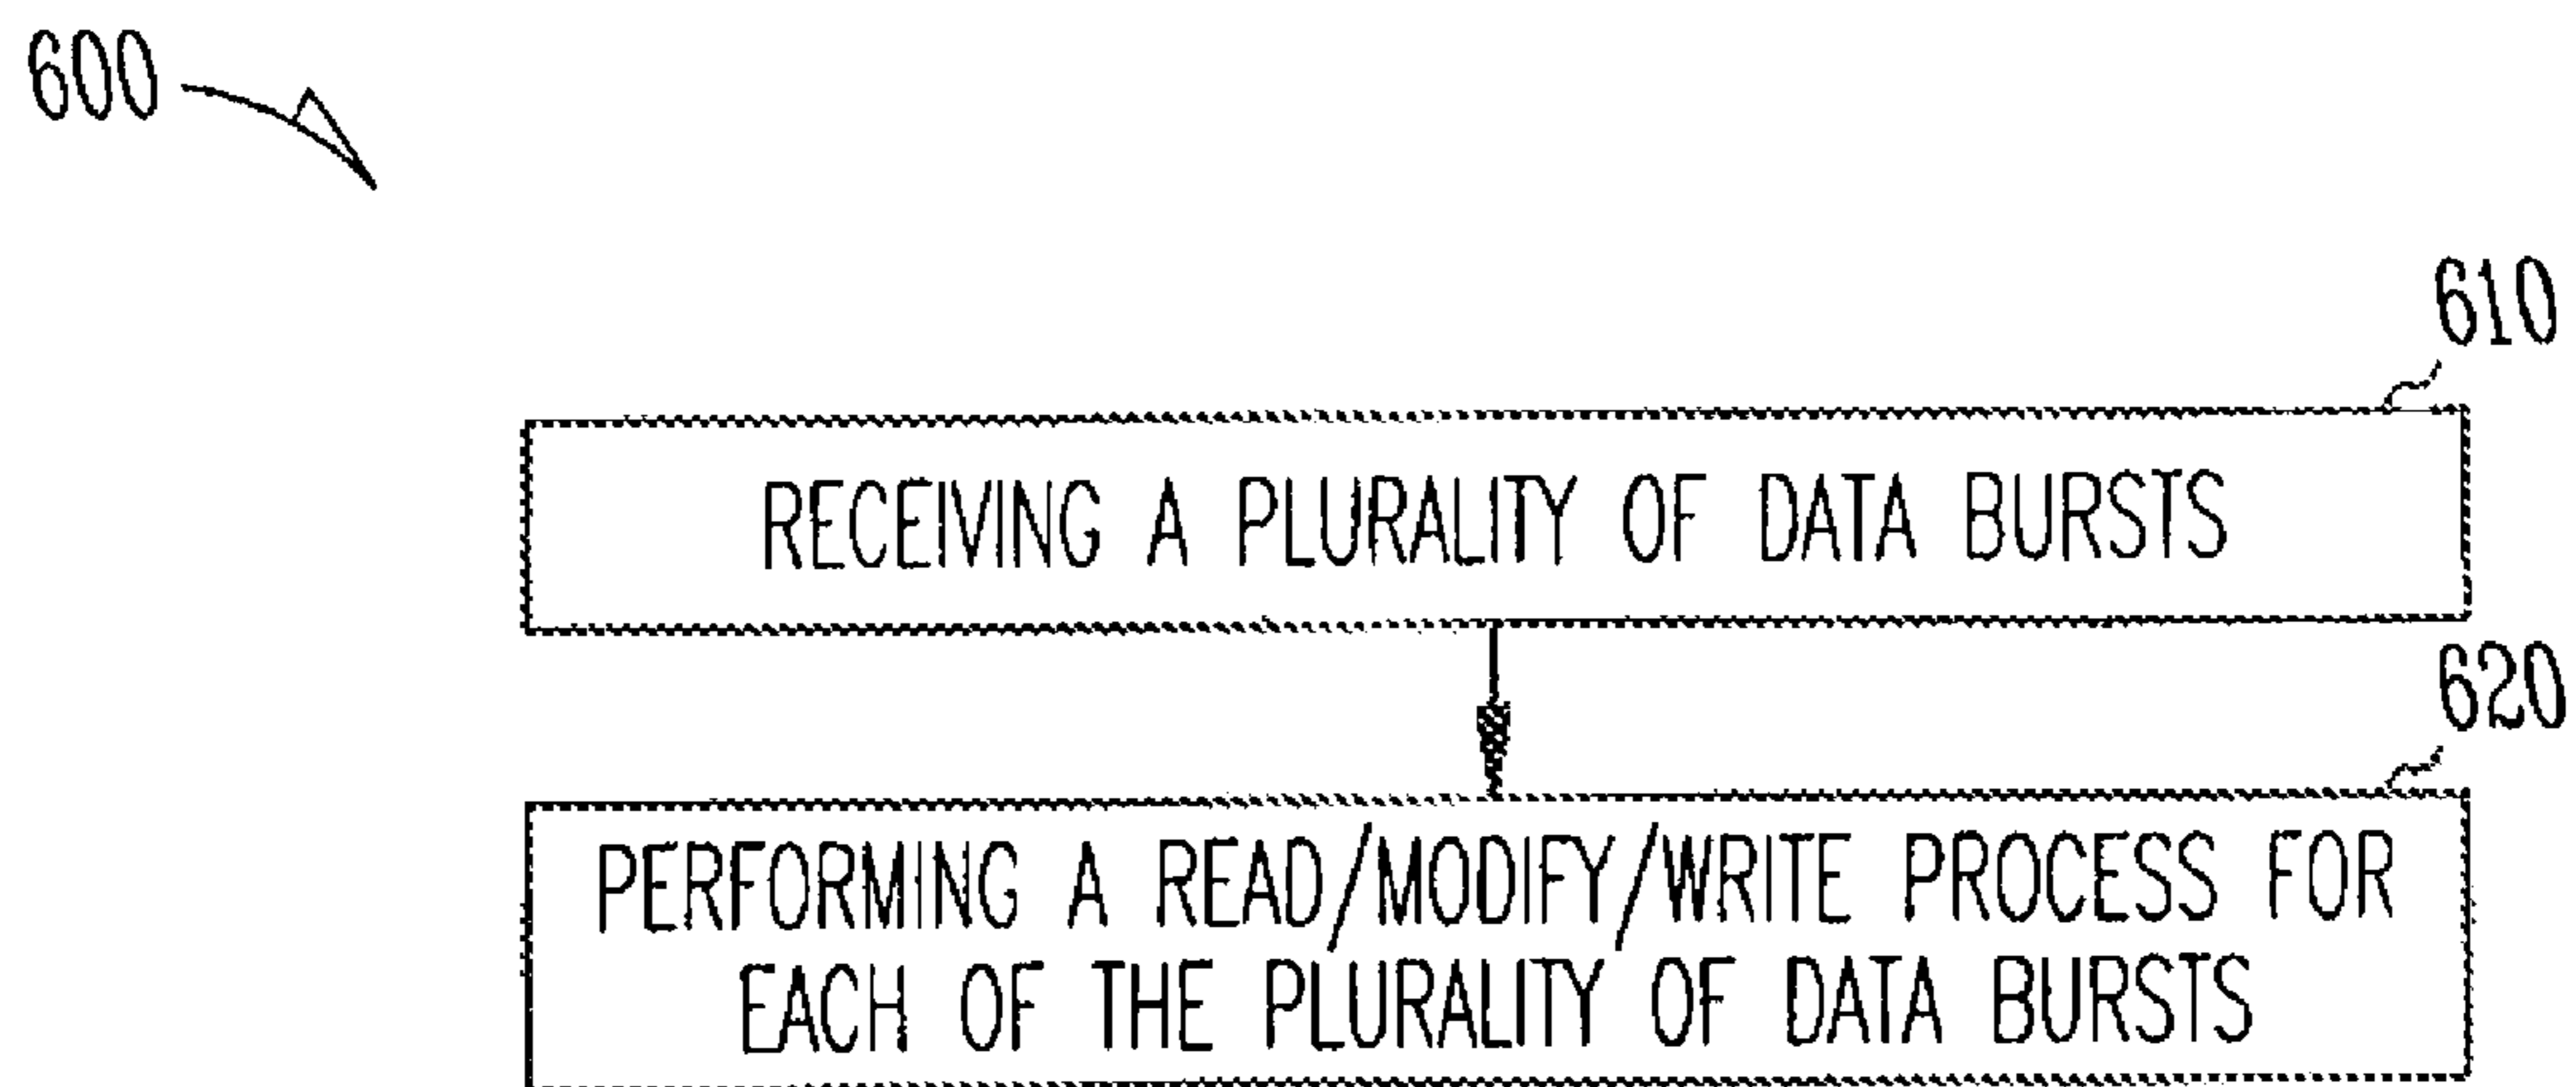 600
610
RECEIVING A PLURALITY OF DATA BURSTS
620
PERFORMING A READ/MODIFY/WRITE PROCESS FOR
EACH OF THE PLURALITY OF DATA BURSTS